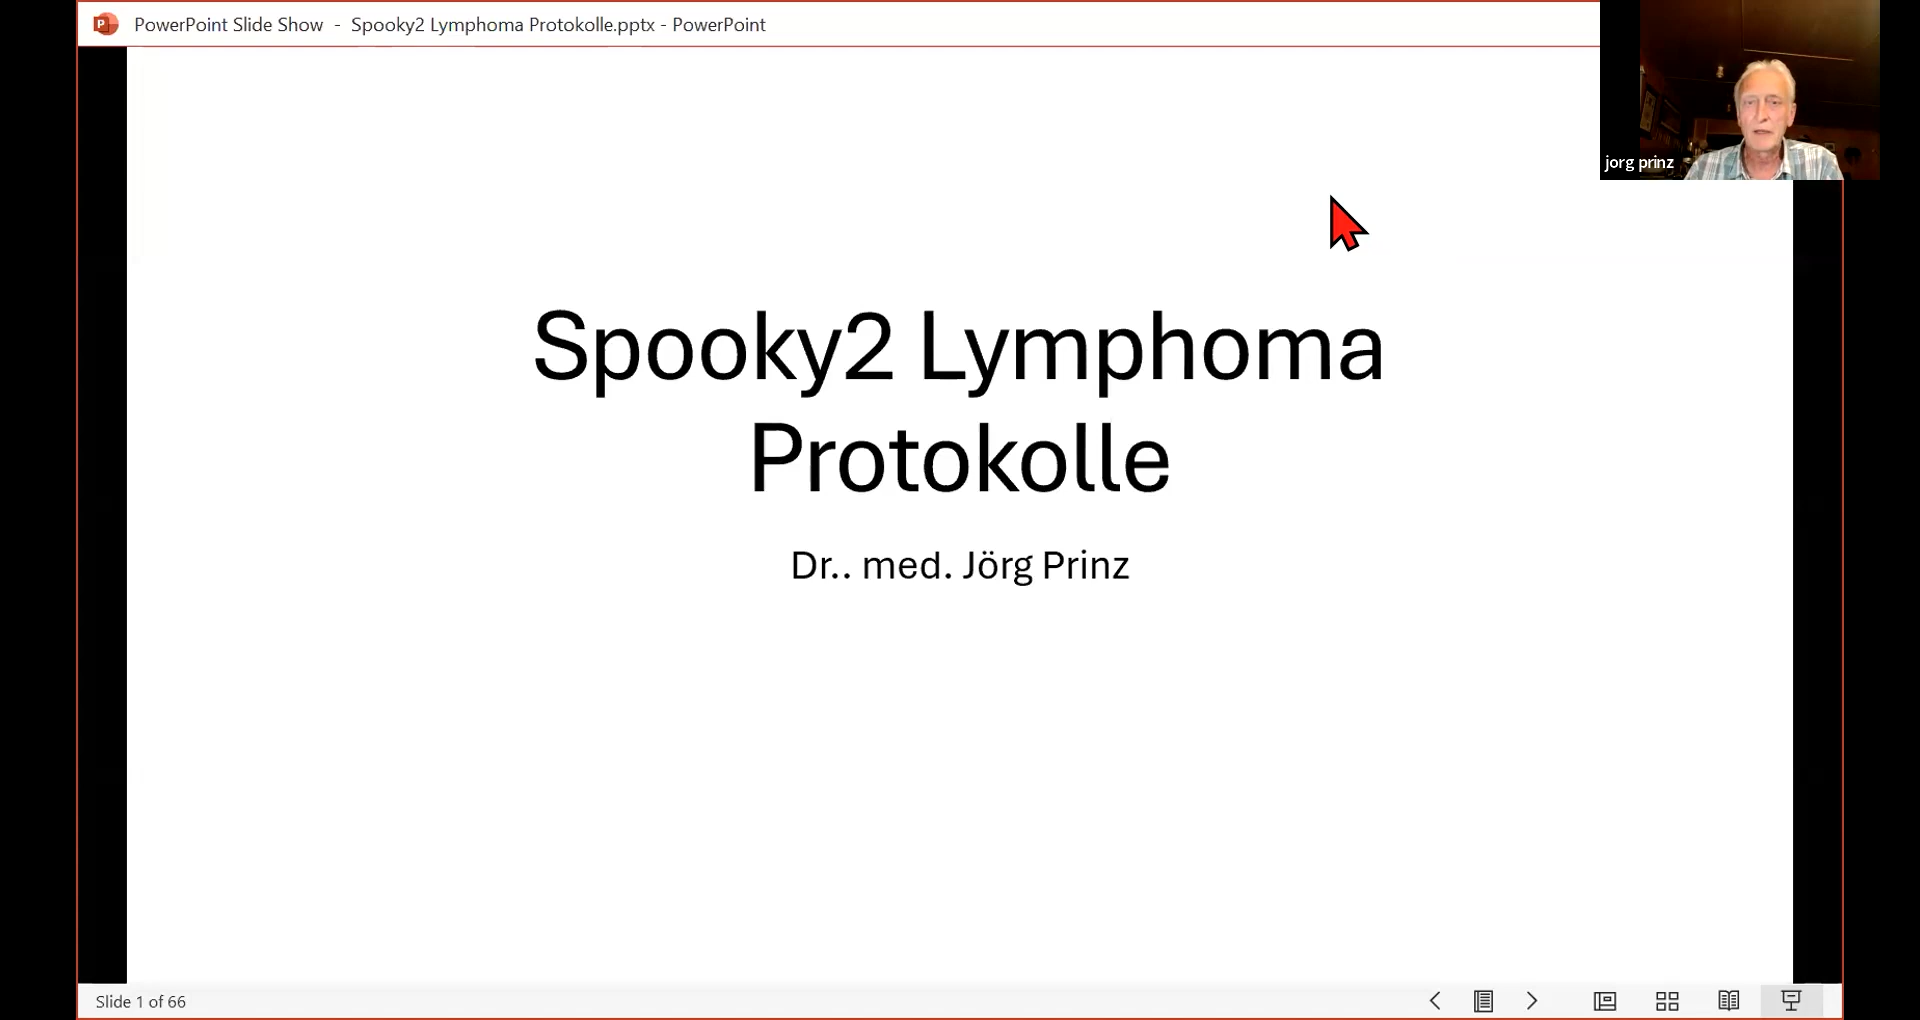 PowerPoint Slide Show - Spooky2 Lymphoma Protokolle.pptx - PowerPoint
jorg prinz
Spooky2 Lymphoma
Protokolle
Dr.. med. Jörg Prinz
Slide 1 of 66